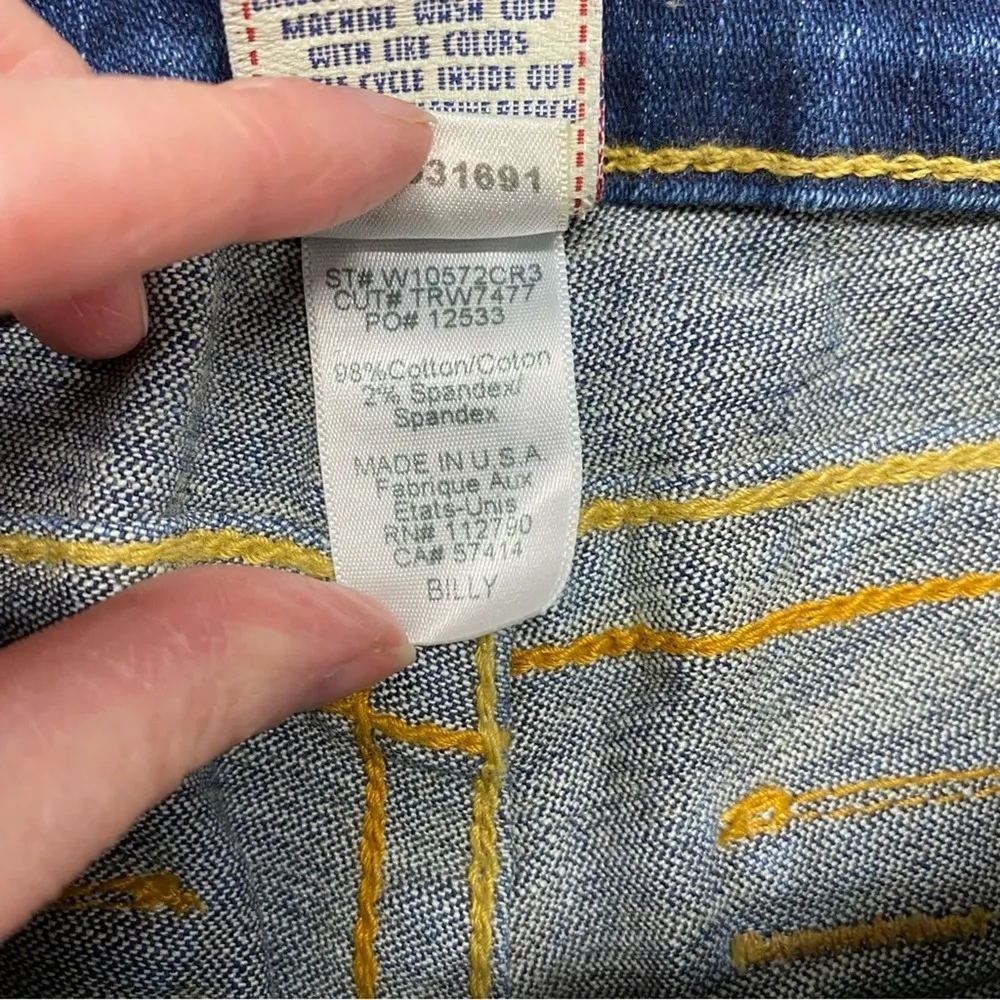 MACHINE WASH COLD
WITH LIKE COLORS
CYCLE INSIDE OUT
31691
ST# W10572CR3
CUT# TRW7477
PO# 12533
98%Cotton/Coton
2% Spandex/
Spandex
MADE IN U.S.A.
Fabrique Aux
Etats-Unis
RN# 112790
CA# 57414
BILLY